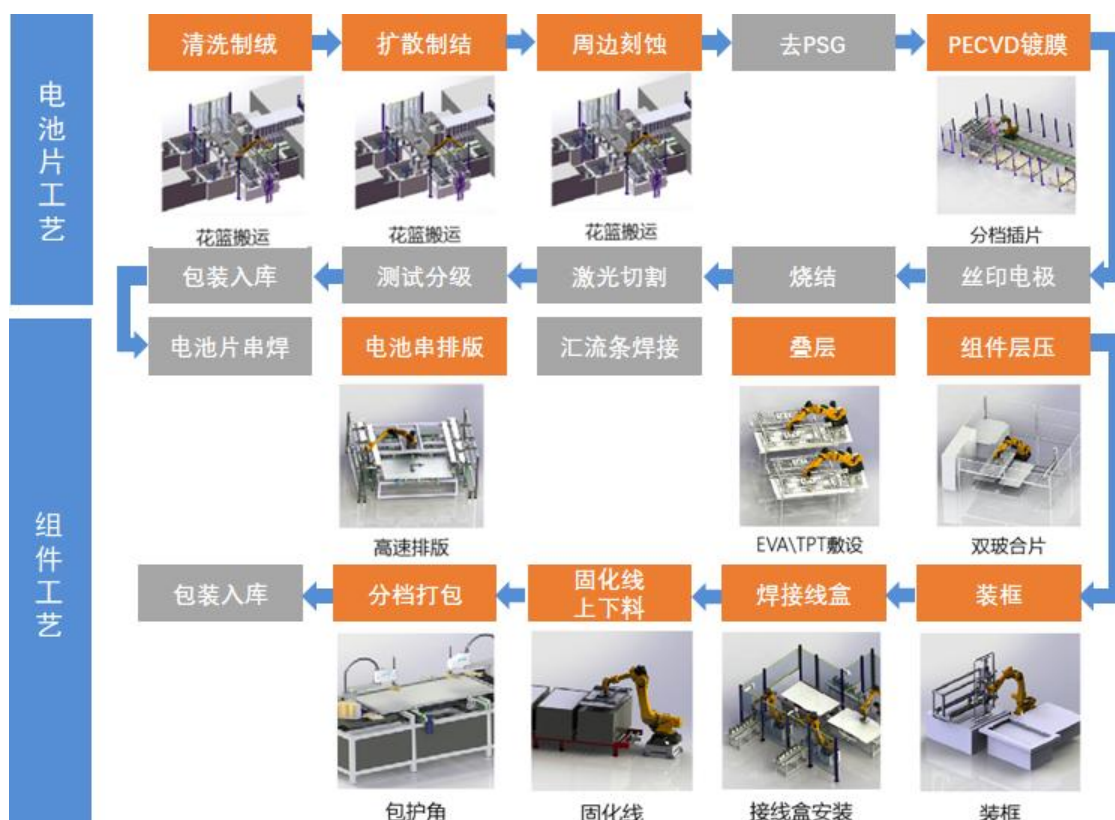 电池片工艺
清洗制绒
扩散制结
周边刻蚀
去PSG
PECVD镀膜
花篮搬运
花篮搬运
花篮搬运
分档插片
包装入库
测试分级
激光切割
烧结
丝印电极
组件工艺
电池片串焊
电池串排版
汇流条焊接
叠层
组件层压
高速排版
EVA\TPT敷设
双玻合片
包装入库
分档打包
固化线
上下料
焊接线盒
装框
包护角
固化线
接线盒安装
装框